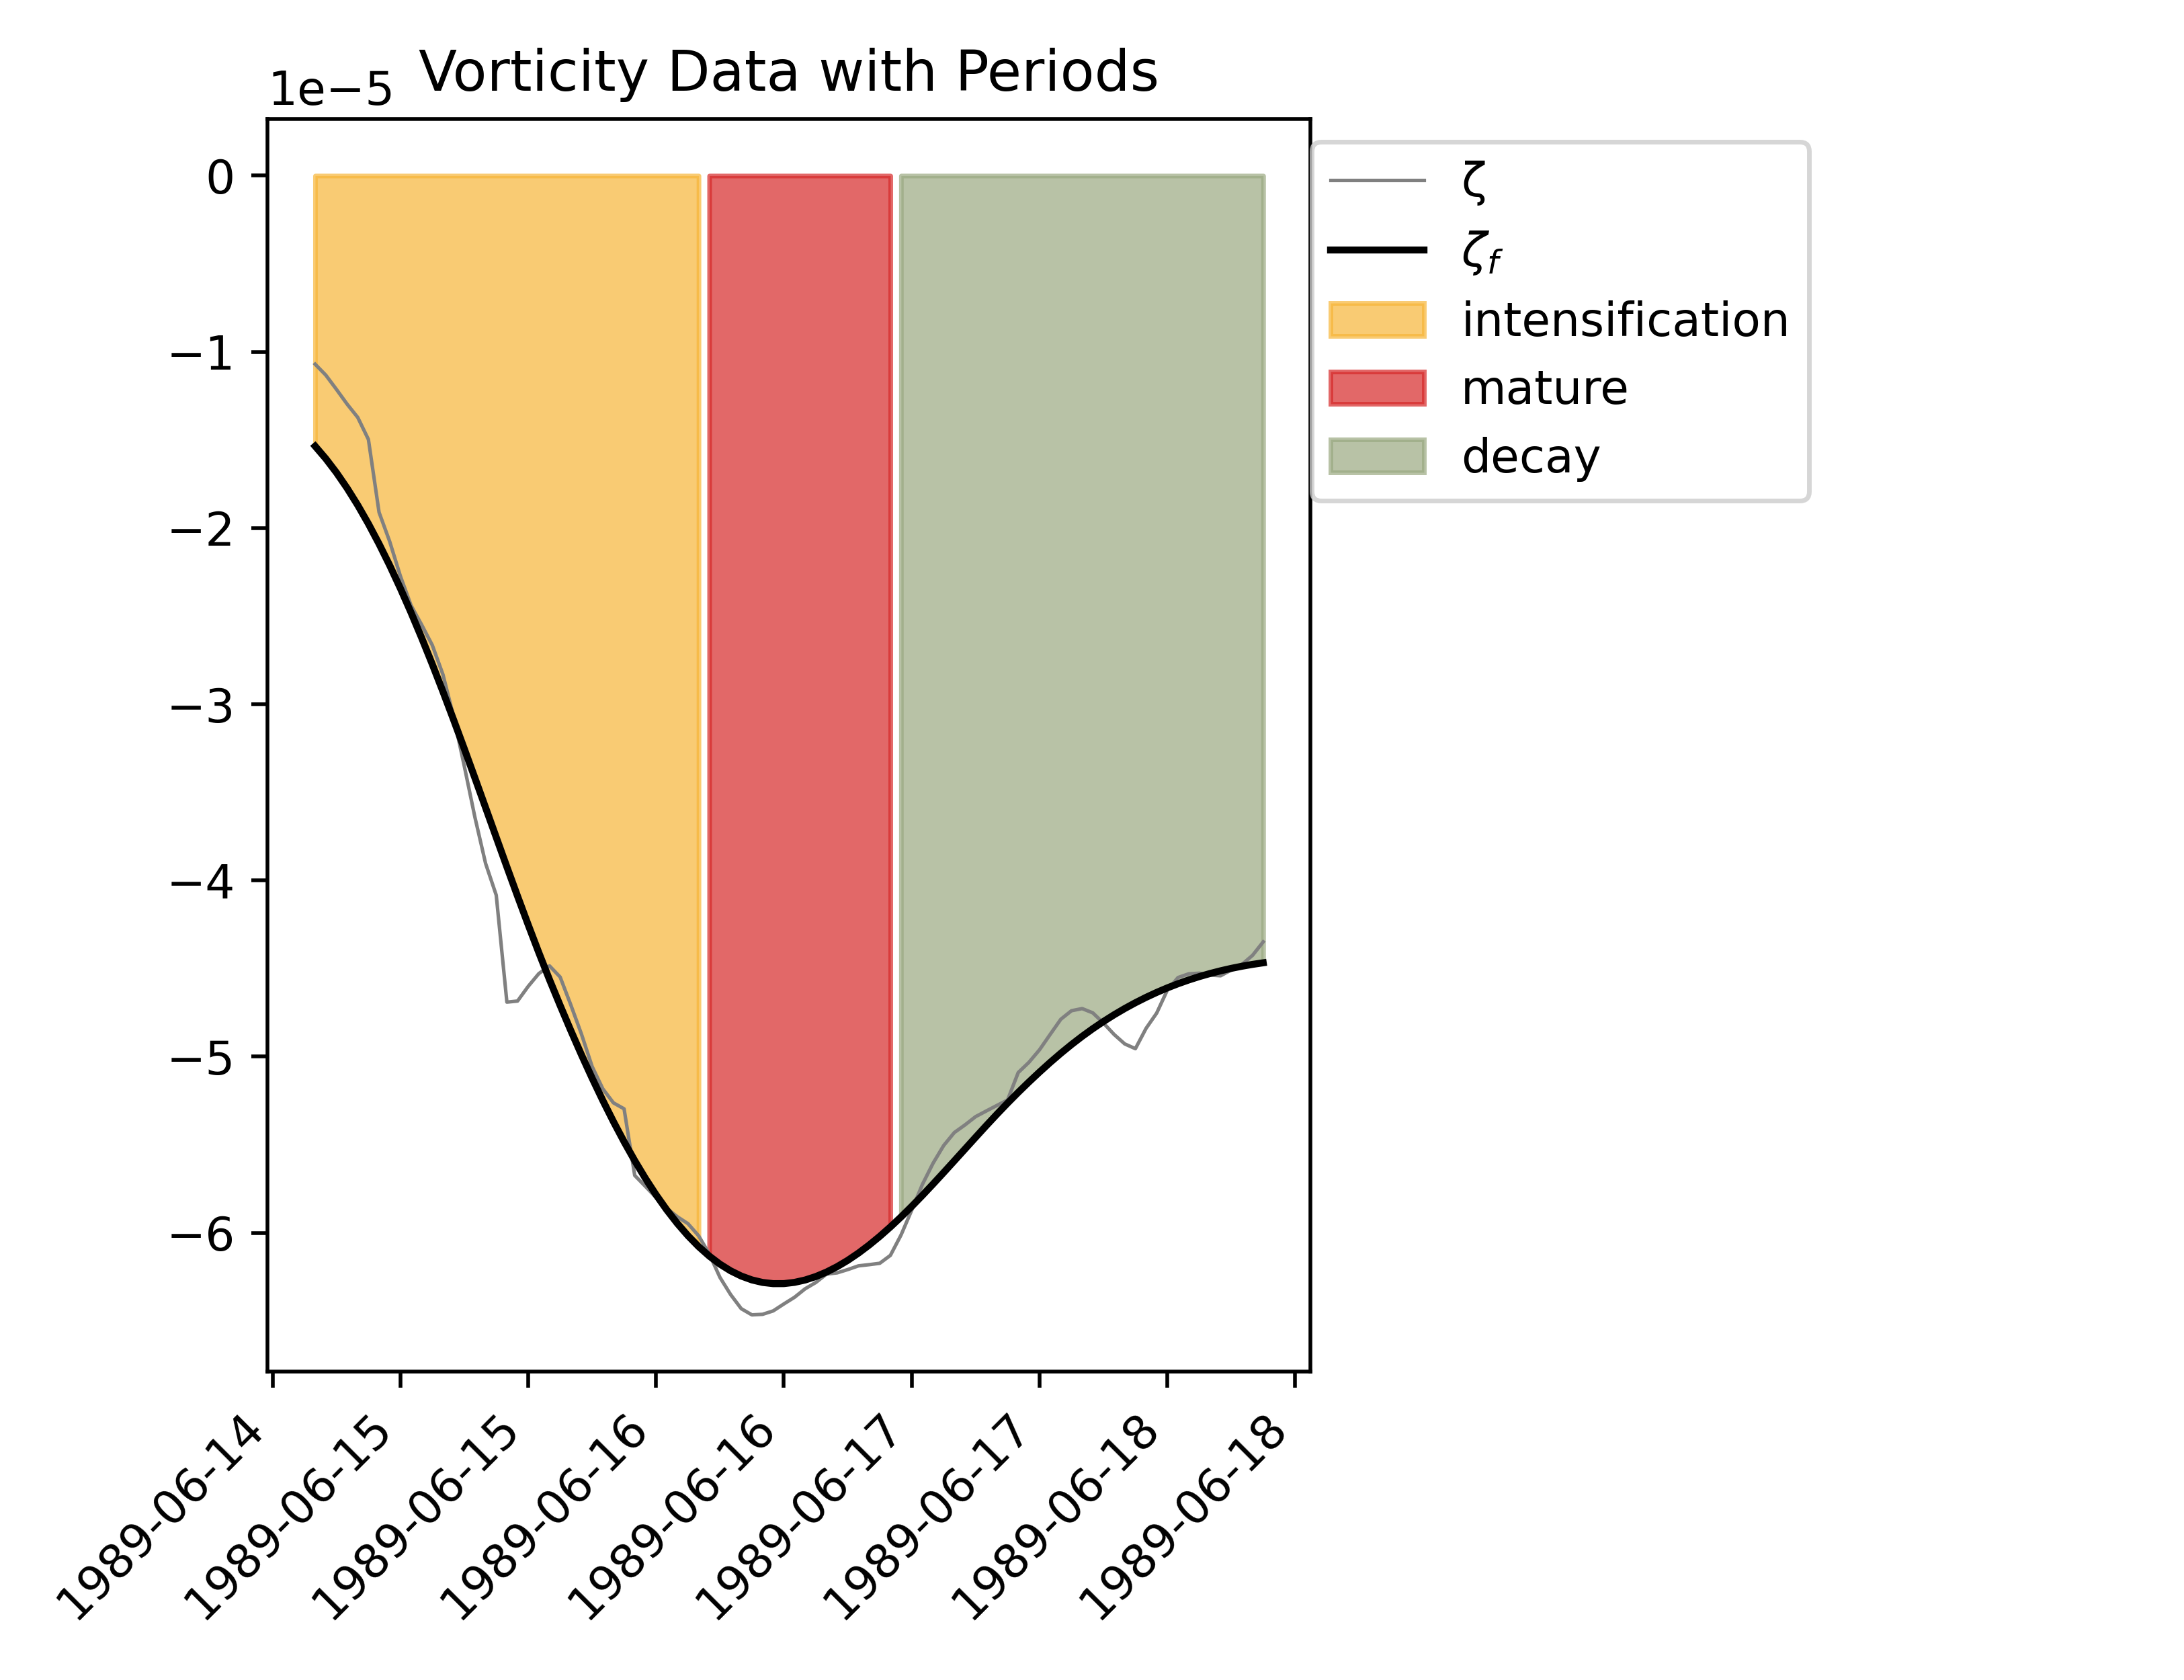 Vorticity Data with Periods
1e−5
0
−1
−2
−3
−4
−5
−6
1989-06-14
1989-06-15
1989-06-15
1989-06-16
1989-06-16
1989-06-17
1989-06-17
1989-06-18
1989-06-18
ζ
ζf
intensification
mature
decay